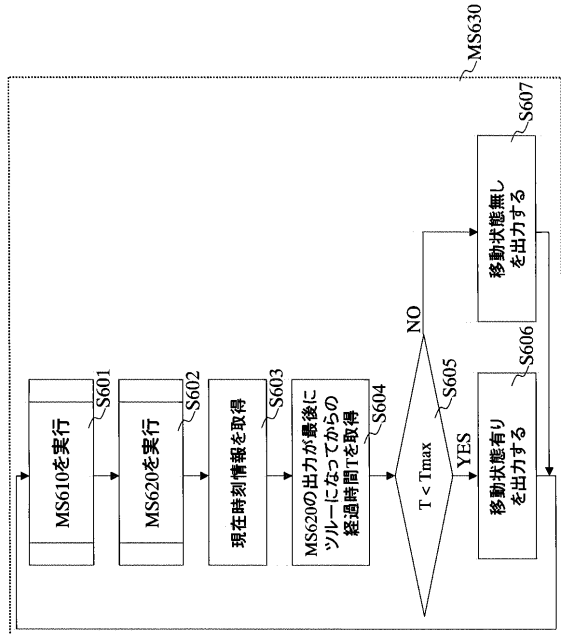 MS630
MS610を実行
S601
MS620を実行
S602
現在時刻情報を取得
S603
MS620の出力が最後に
ツルーになってからの
経過時間Tを取得
S604
T < Tmax
S605
NO
YES
移動状態有り
を出力する
S606
移動状態無し
を出力する
S607